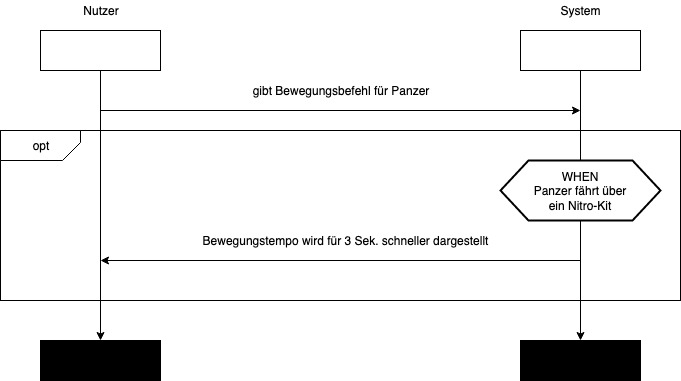 Nutzer
System
gibt Bewegungsbefehl für Panzer
opt
WHEN
Panzer fährt über
ein Nitro-Kit
Bewegungstempo wird für 3 Sek. schneller dargestellt